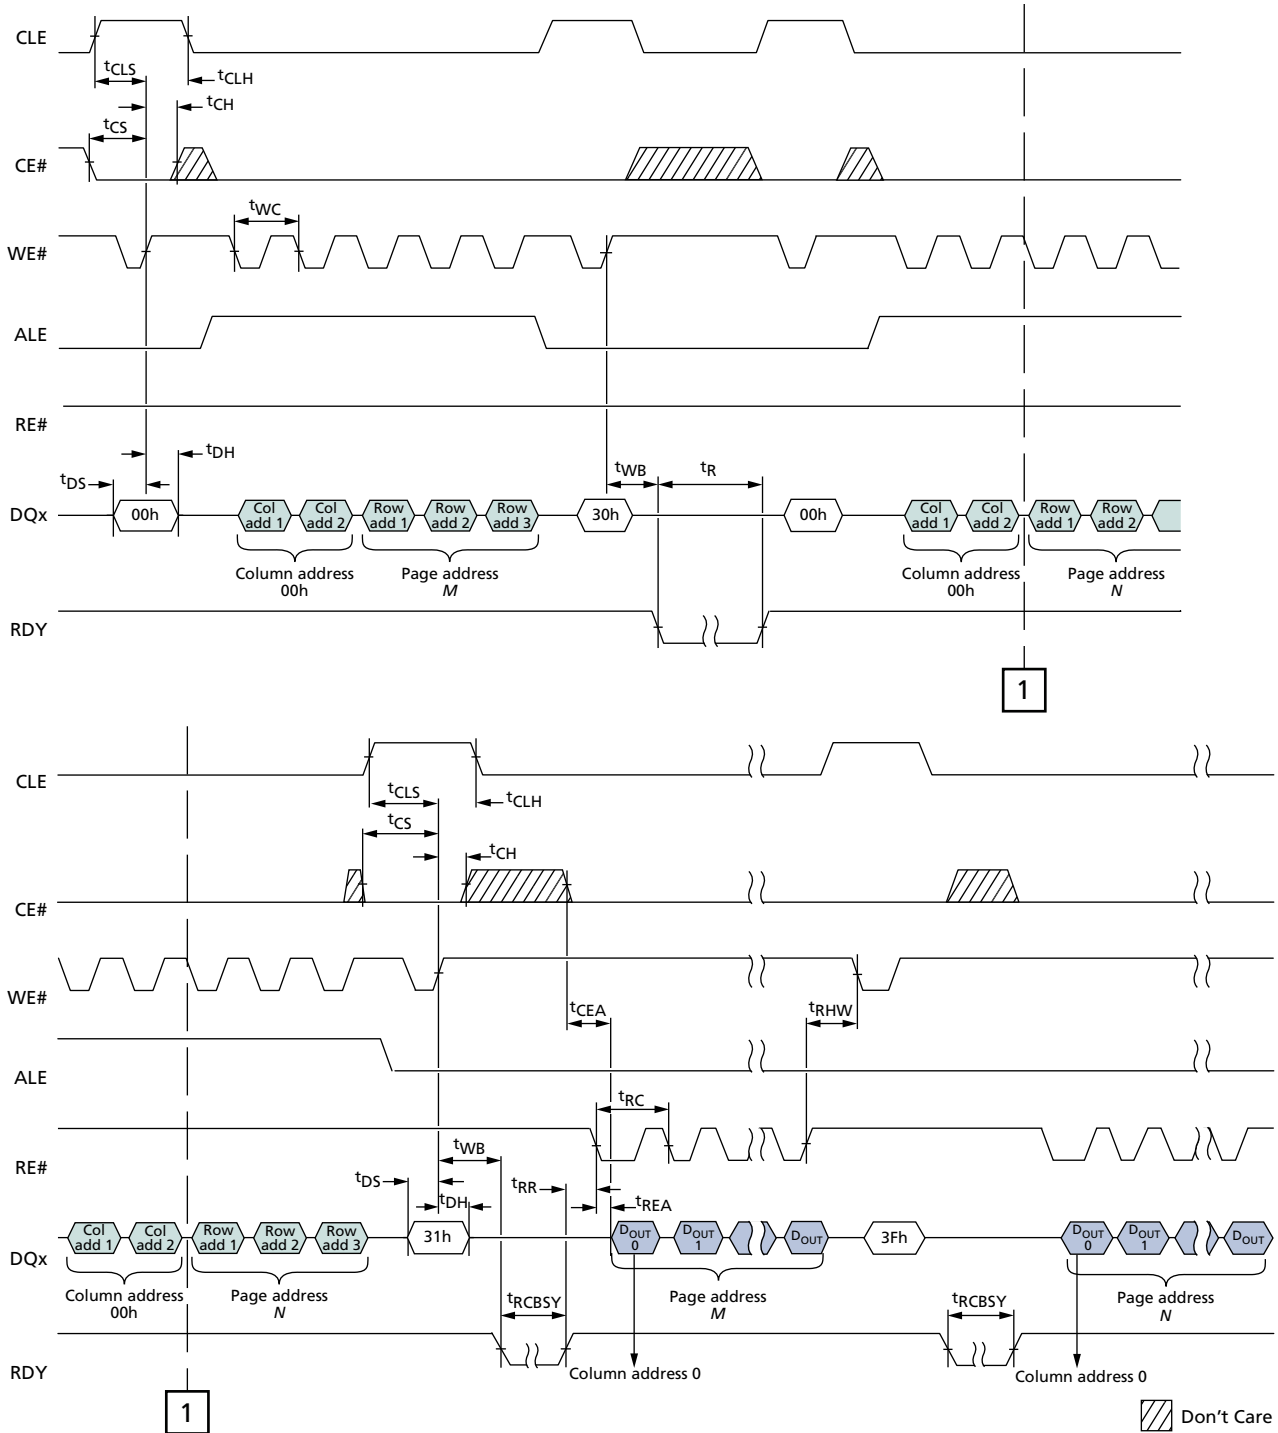 CLE
tCLS
tCLH
tCH
tCS
CE#
tWC
WE#
ALE
RE#
tDH
tDS
tWB
tR
DQx
00h
Col add 1
Col add 2
Row add 1
Row add 2
Row add 3
30h
00h
Col add 1
Col add 2
Row add 1
Row add 2
Column address
00h
Page address
M
Column address
00h
Page address
N
RDY
1
CLE
tCLS
tCLH
tCS
tCH
CE#
WE#
tCEA
tRHW
ALE
tRC
RE#
tWB
tDS
tDH
tRR
tREA
DQx
Col add 1
Col add 2
Row add 1
Row add 2
Row add 3
31h
DOUT 0
DOUT 1
DOUT
3Fh
DOUT 0
DOUT 1
DOUT
Column address
00h
Page address
N
Page address
M
Page address
N
tRCBSY
tRCBSY
RDY
Column address 0
Column address 0
1
Don't Care